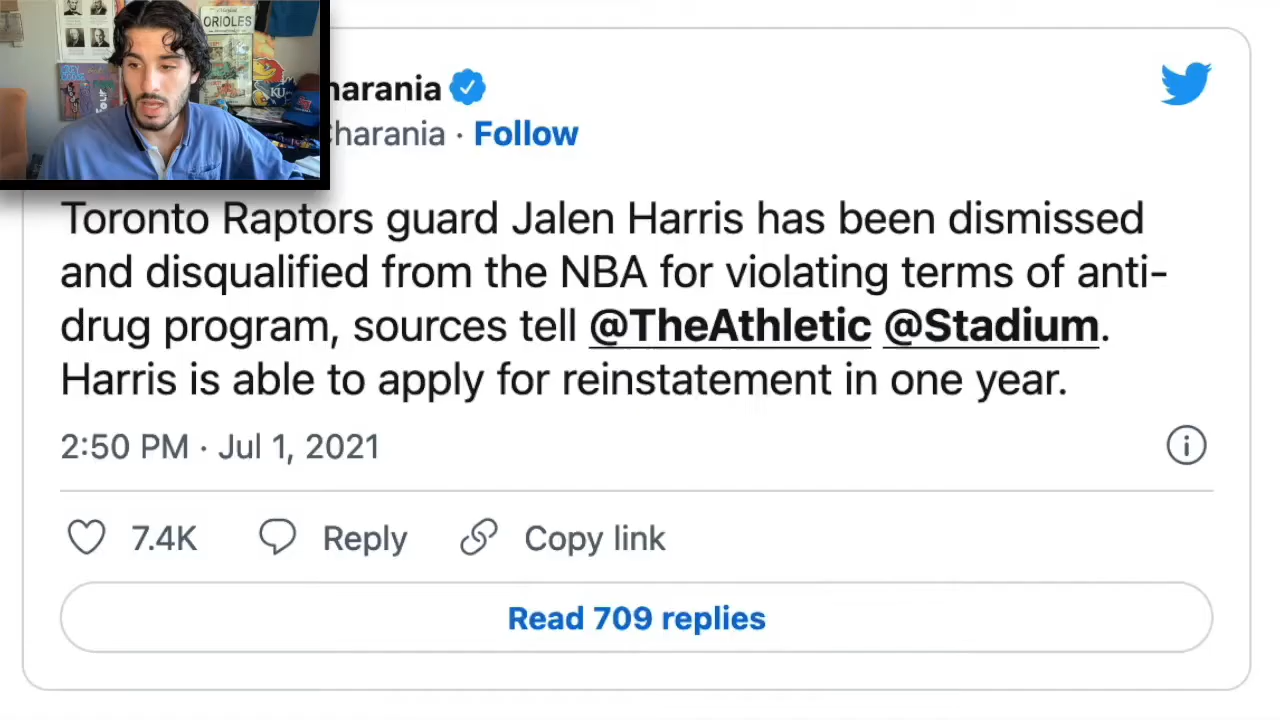 ORIOLES
KU
harania
Charania · Follow
Toronto Raptors guard Jalen Harris has been dismissed
and disqualified from the NBA for violating terms of anti-
drug program, sources tell @TheAthletic @Stadium.
Harris is able to apply for reinstatement in one year.
2:50 PM · Jul 1, 2021
7.4K Reply Copy link
Read 709 replies